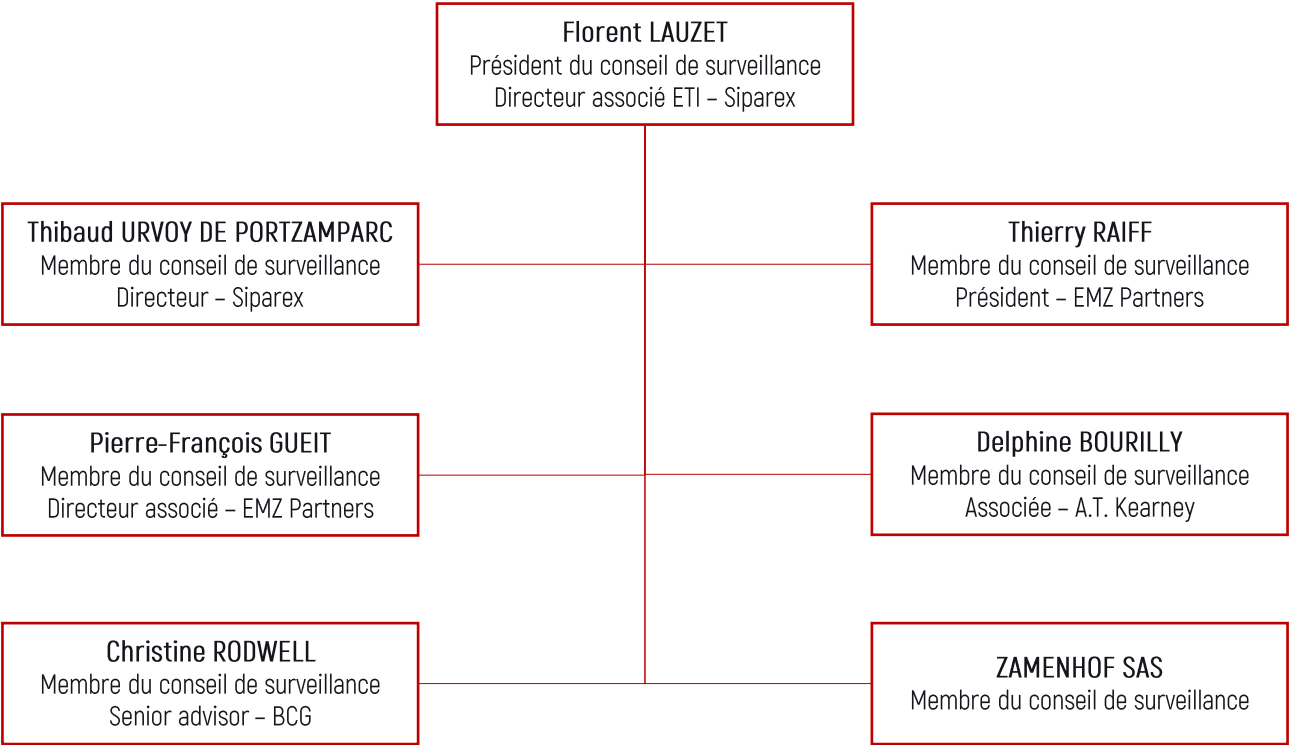 Florent LAUZET
Président du conseil de surveillance
Directeur associé ETI – Siparex
Thibaud URVOY DE PORTZAMPARC
Membre du conseil de surveillance
Directeur – Siparex
Thierry RAIFF
Membre du conseil de surveillance
Président – EMZ Partners
Pierre-François GUEIT
Membre du conseil de surveillance
Directeur associé – EMZ Partners
Delphine BOURILLY
Membre du conseil de surveillance
Associée – A.T. Kearney
Christine RODWELL
Membre du conseil de surveillance
Senior advisor – BCG
ZAMENHOF SAS
Membre du conseil de surveillance